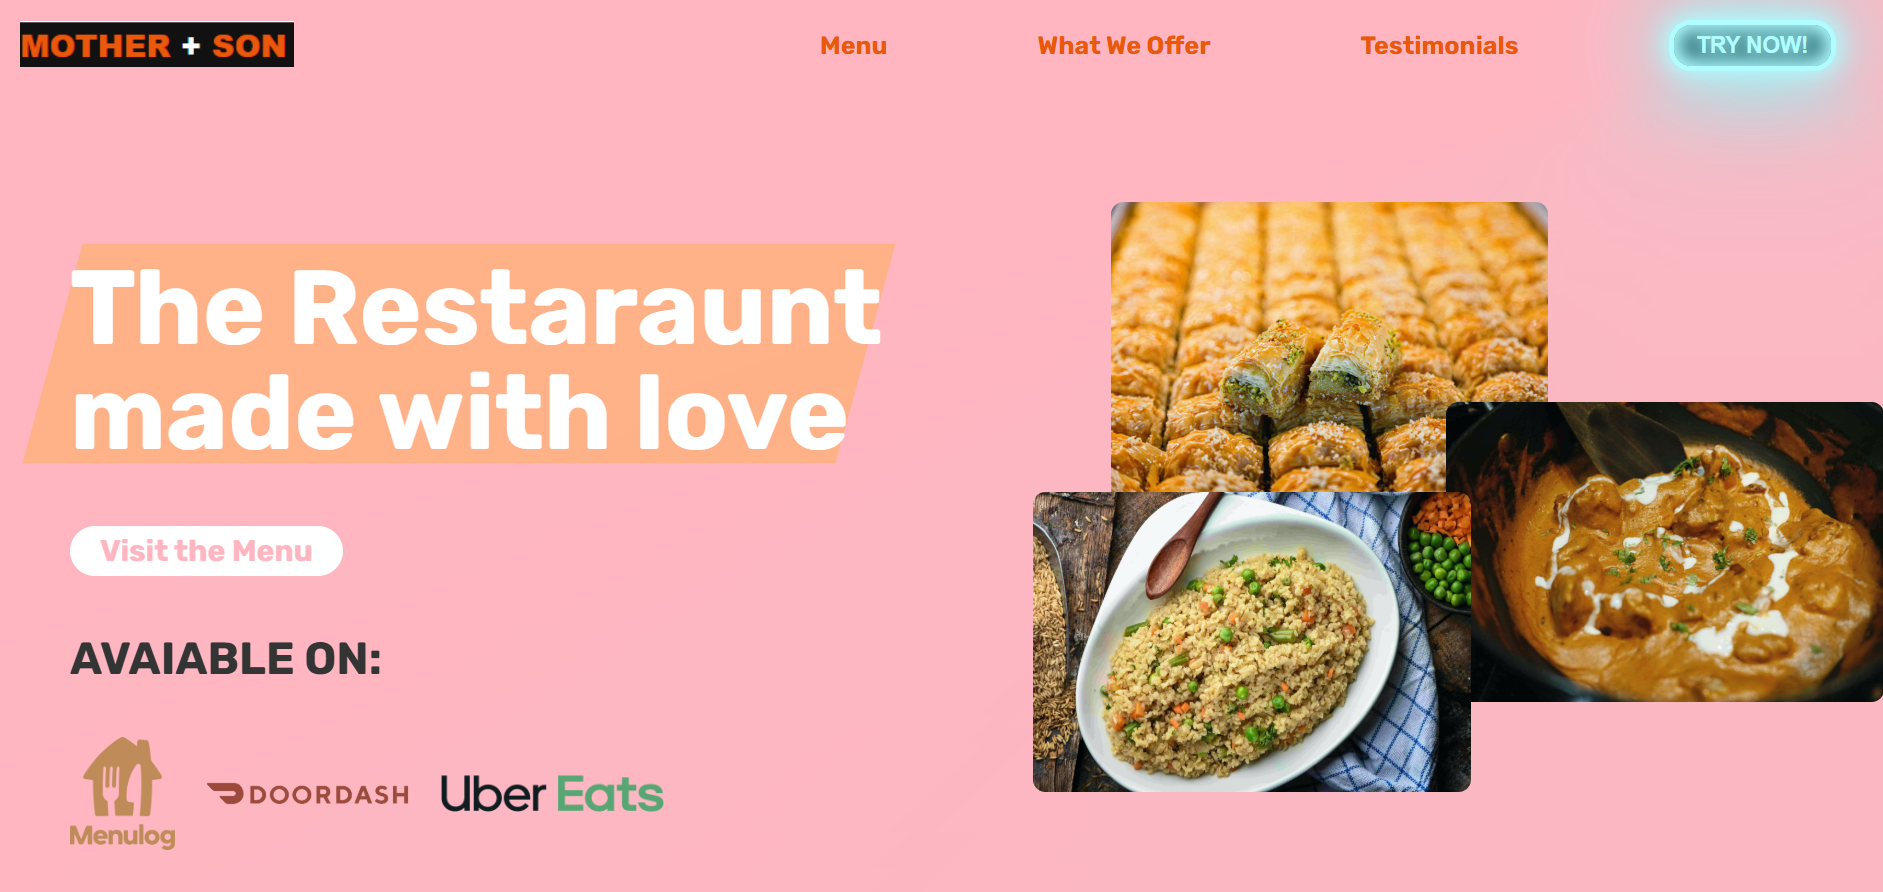 MOTHER + SON
Menu
What We Offer
Testimonials
TRY NOW!
The Restaraunt
made with love
Visit the Menu
AVAIABLE ON:
Menulog
DOORDASH
Uber Eats